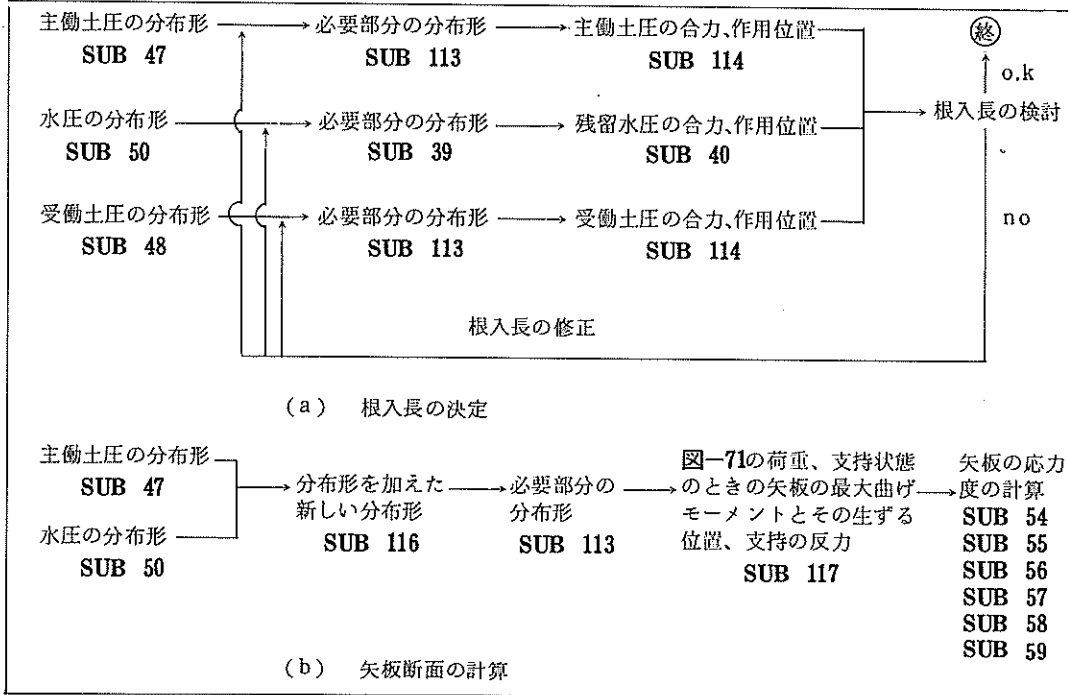 主働土圧の分布形 必要部分の分布形 主働土圧の合力、作用位置 終
SUB 47 SUB 113 SUB 114
o.k
水圧の分布形 必要部分の分布形 残留水圧の合力、作用位置 根入長の検討
SUB 50 SUB 39 SUB 40
受働土圧の分布形 必要部分の分布形 受働土圧の合力、作用位置 no
SUB 48 SUB 113 SUB 114
根入長の修正
(a) 根入長の決定
主働土圧の分布形
SUB 47
水圧の分布形
SUB 50
分布形を加えた
新しい分布形
SUB 116
必要部分の
分布形
SUB 113
図-71の荷重、支持状態
のときの矢板の最大曲げ
モーメントとその生ずる
位置、支持の反力
SUB 117
矢板の応力
度の計算
SUB 54
SUB 55
SUB 56
SUB 57
SUB 58
SUB 59
(b) 矢板断面の計算